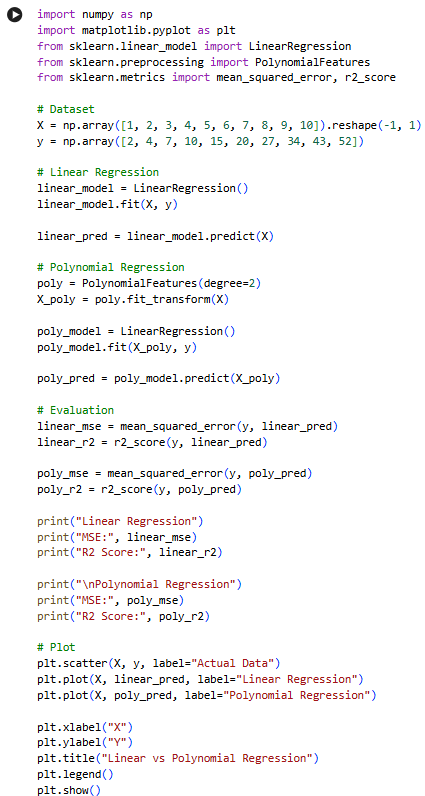 import numpy as np
import matplotlib.pyplot as plt
from sklearn.linear_model import LinearRegression
from sklearn.preprocessing import PolynomialFeatures
from sklearn.metrics import mean_squared_error, r2_score

# Dataset
X = np.array([1, 2, 3, 4, 5, 6, 7, 8, 9, 10]).reshape(-1, 1)
y = np.array([2, 4, 7, 10, 15, 20, 27, 34, 43, 52])

# Linear Regression
linear_model = LinearRegression()
linear_model.fit(X, y)

linear_pred = linear_model.predict(X)

# Polynomial Regression
poly = PolynomialFeatures(degree=2)
X_poly = poly.fit_transform(X)

poly_model = LinearRegression()
poly_model.fit(X_poly, y)

poly_pred = poly_model.predict(X_poly)

# Evaluation
linear_mse = mean_squared_error(y, linear_pred)
linear_r2 = r2_score(y, linear_pred)

poly_mse = mean_squared_error(y, poly_pred)
poly_r2 = r2_score(y, poly_pred)

print("Linear Regression")
print("MSE:", linear_mse)
print("R2 Score:", linear_r2)

print("\nPolynomial Regression")
print("MSE:", poly_mse)
print("R2 Score:", poly_r2)

# Plot
plt.scatter(X, y, label="Actual Data")
plt.plot(X, linear_pred, label="Linear Regression")
plt.plot(X, poly_pred, label="Polynomial Regression")

plt.xlabel("X")
plt.ylabel("Y")
plt.title("Linear vs Polynomial Regression")
plt.legend()
plt.show()